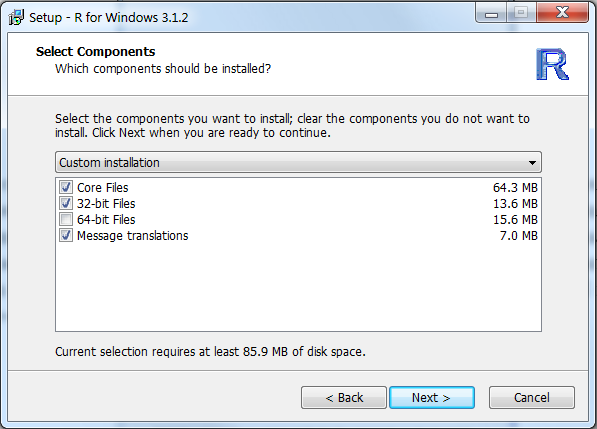 Setup - R for Windows 3.1.2
Select Components
Which components should be installed?
R
Select the components you want to install; clear the components you do not want to
install. Click Next when you are ready to continue.
Custom installation
Core Files 64.3 MB
32-bit Files 13.6 MB
64-bit Files 15.6 MB
Message translations 7.0 MB
Current selection requires at least 85.9 MB of disk space.
< Back Next > Cancel